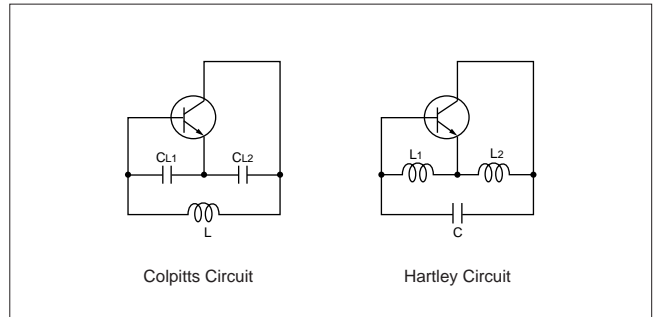 CL1 CL2
L
Colpitts Circuit
L1 L2
C
Hartley Circuit